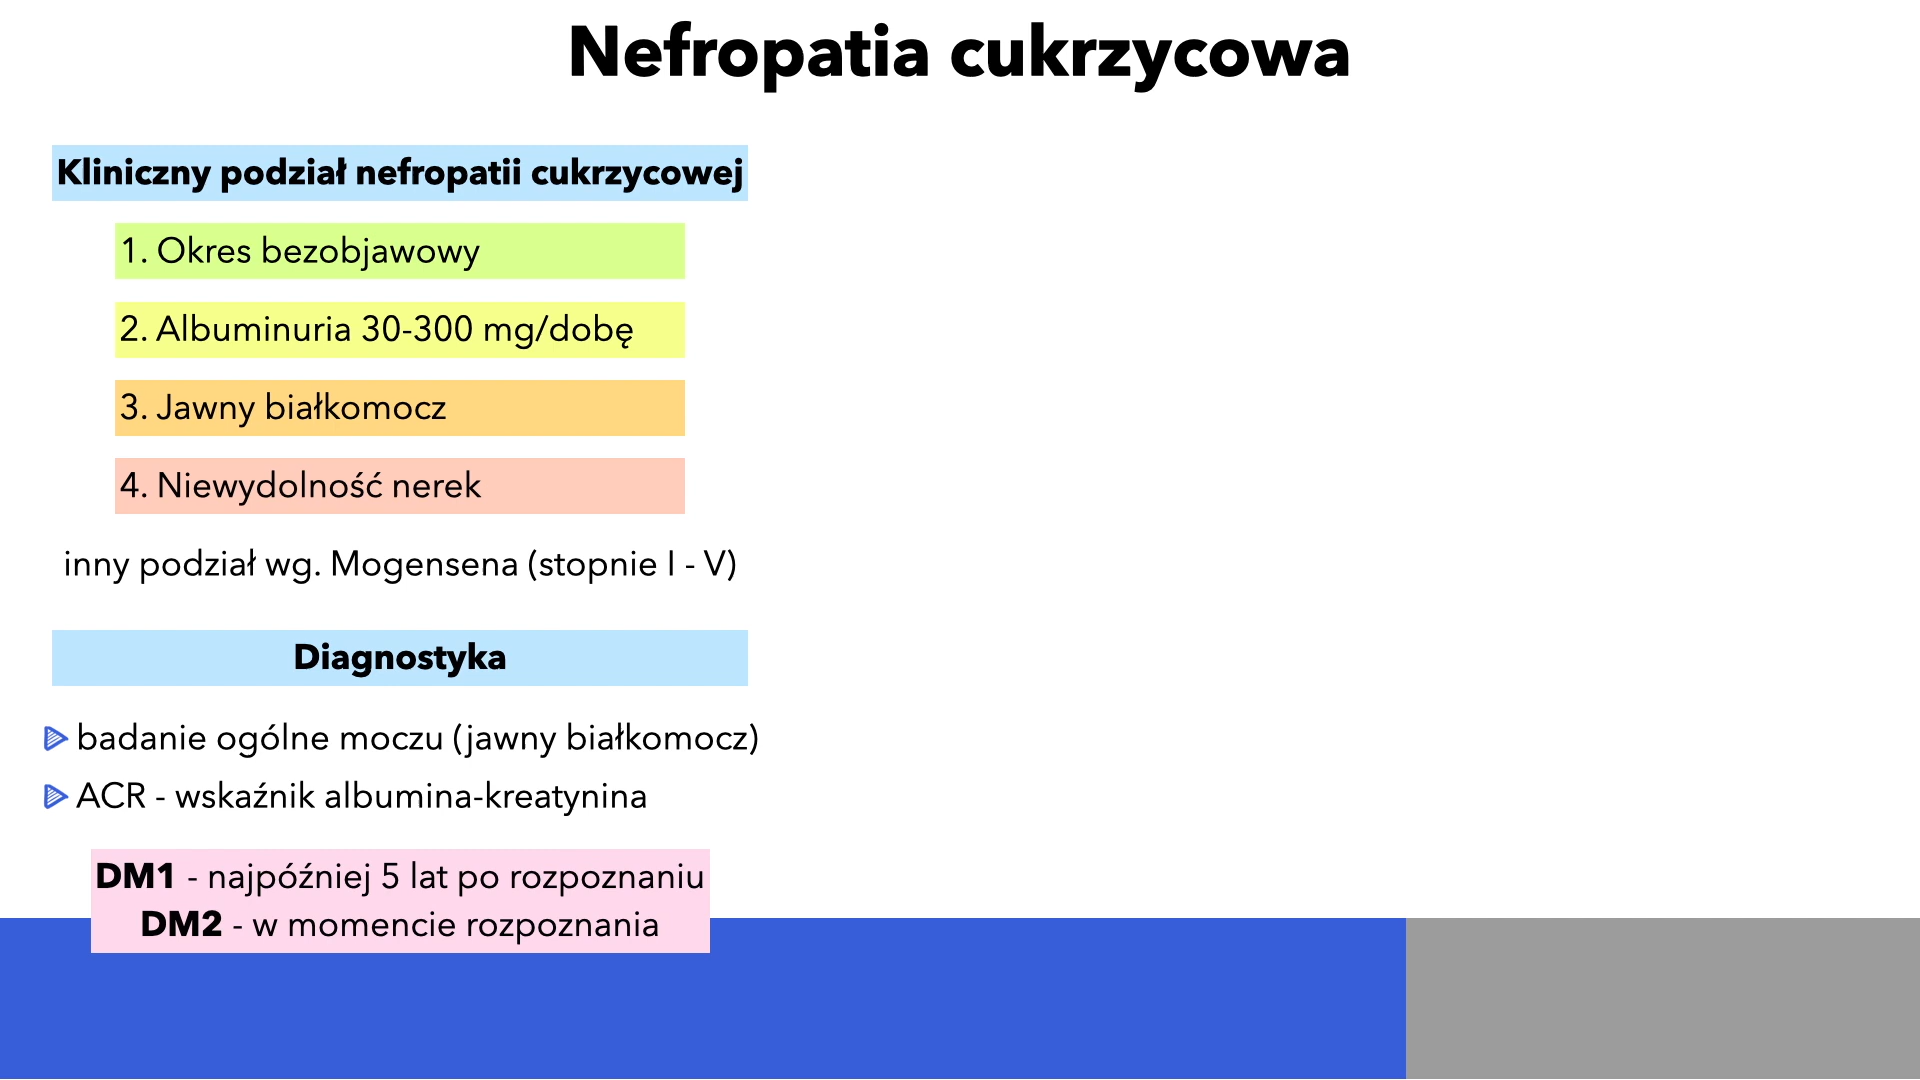 Nefropatia cukrzycowa
Kliniczny podział nefropatii cukrzycowej
1. Okres bezobjawowy
2. Albuminuria 30-300 mg/dobę
3. Jawny białkomocz
4. Niewydolność nerek
inny podział wg. Mogensena (stopnie I - V)
Diagnostyka
badanie ogólne moczu (jawny białkomocz)
ACR - wskaźnik albumina-kreatynina
DM1 - najpóźniej 5 lat po rozpoznaniu
DM2 - w momencie rozpoznania